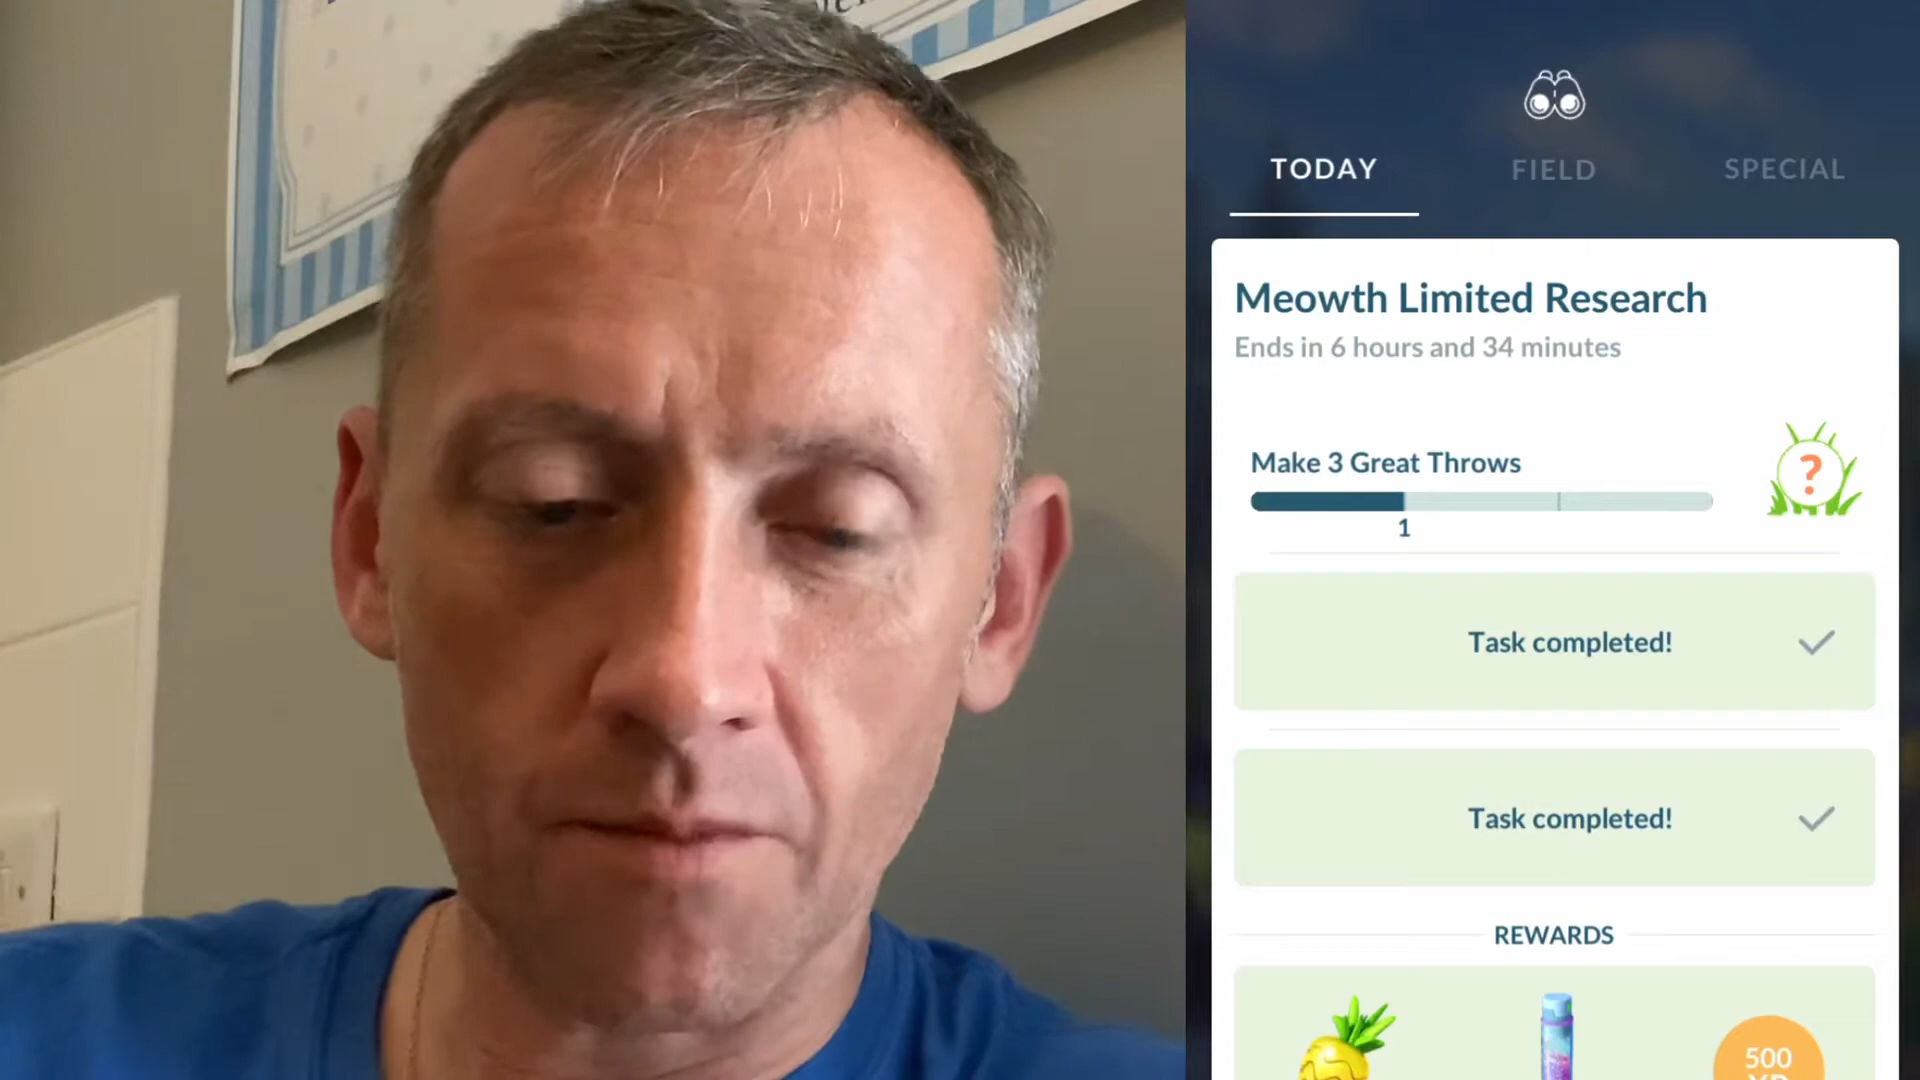 TODAY
FIELD
SPECIAL
Meowth Limited Research
Ends in 6 hours and 34 minutes
Make 3 Great Throws
?
1
Task completed!
Task completed!
REWARDS
500
XP